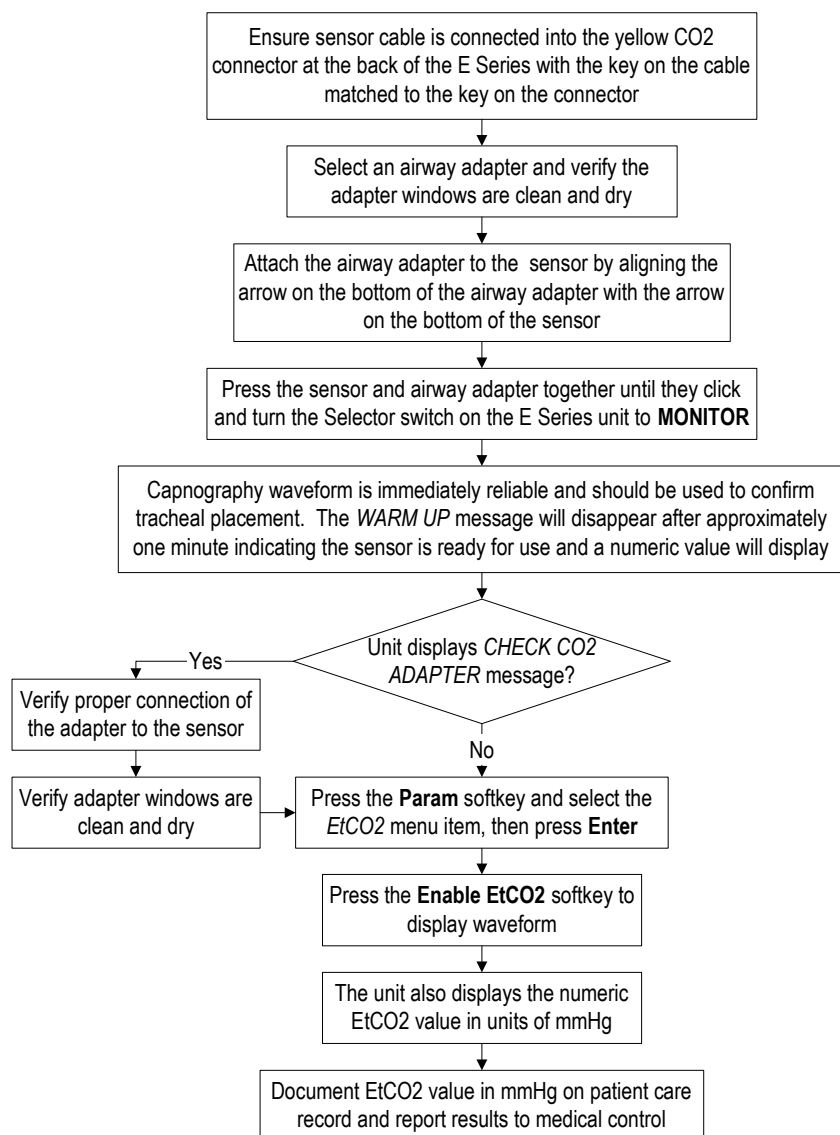 Ensure sensor cable is connected into the yellow CO2
connector at the back of the E Series with the key on the cable
matched to the key on the connector
Select an airway adapter and verify the
adapter windows are clean and dry
Attach the airway adapter to the sensor by aligning the
arrow on the bottom of the airway adapter with the arrow
on the bottom of the sensor
Press the sensor and airway adapter together until they click
and turn the Selector switch on the E Series unit to MONITOR
Capnography waveform is immediately reliable and should be used to confirm
tracheal placement. The WARM UP message will disappear after approximately
one minute indicating the sensor is ready for use and a numeric value will display
Unit displays CHECK CO2
ADAPTER message?
Yes
Verify proper connection of
the adapter to the sensor
Verify adapter windows are
clean and dry
No
Press the Param softkey and select the
EtCO2 menu item, then press Enter
Press the Enable EtCO2 softkey to
display waveform
The unit also displays the numeric
EtCO2 value in units of mmHg
Document EtCO2 value in mmHg on patient care
record and report results to medical control